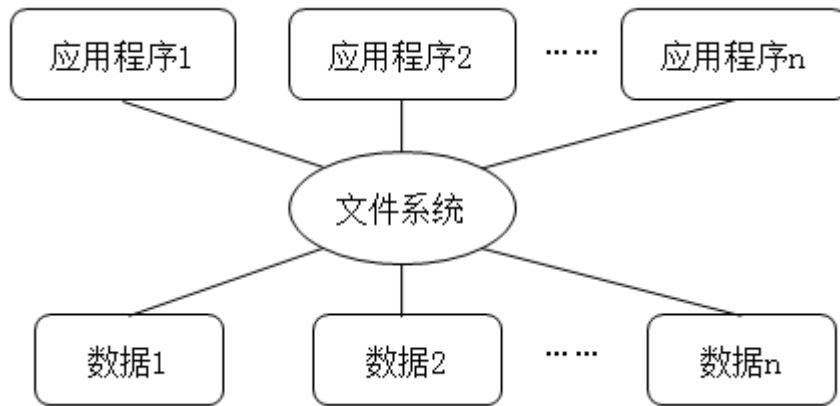 应用程序1 应用程序2 …… 应用程序n
文件系统
数据1 数据2 …… 数据n